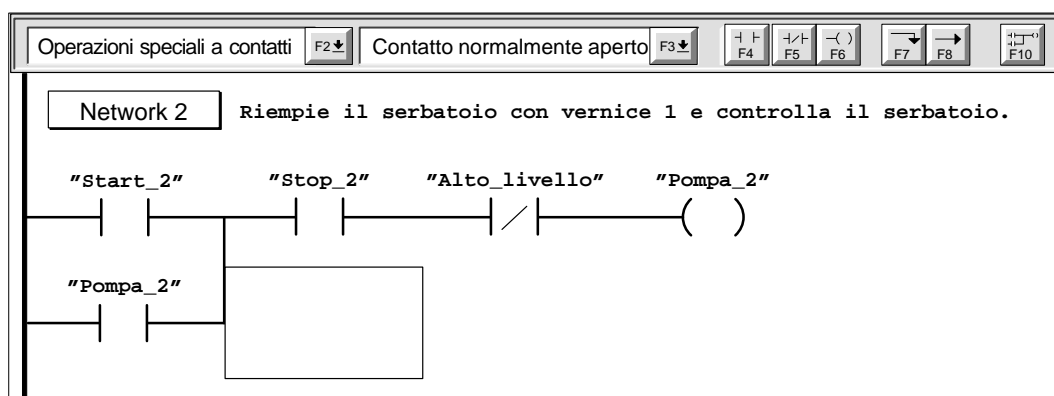 Operazioni speciali a contatti F2 Contatto normalmente aperto F3 F4 F5 F6 F7 F8 F10
Network 2 Riempie il serbatoio con vernice 1 e controlla il serbatoio.
"Start_2" "Stop_2" "Alto_livello" "Pompa_2"
"Pompa_2"